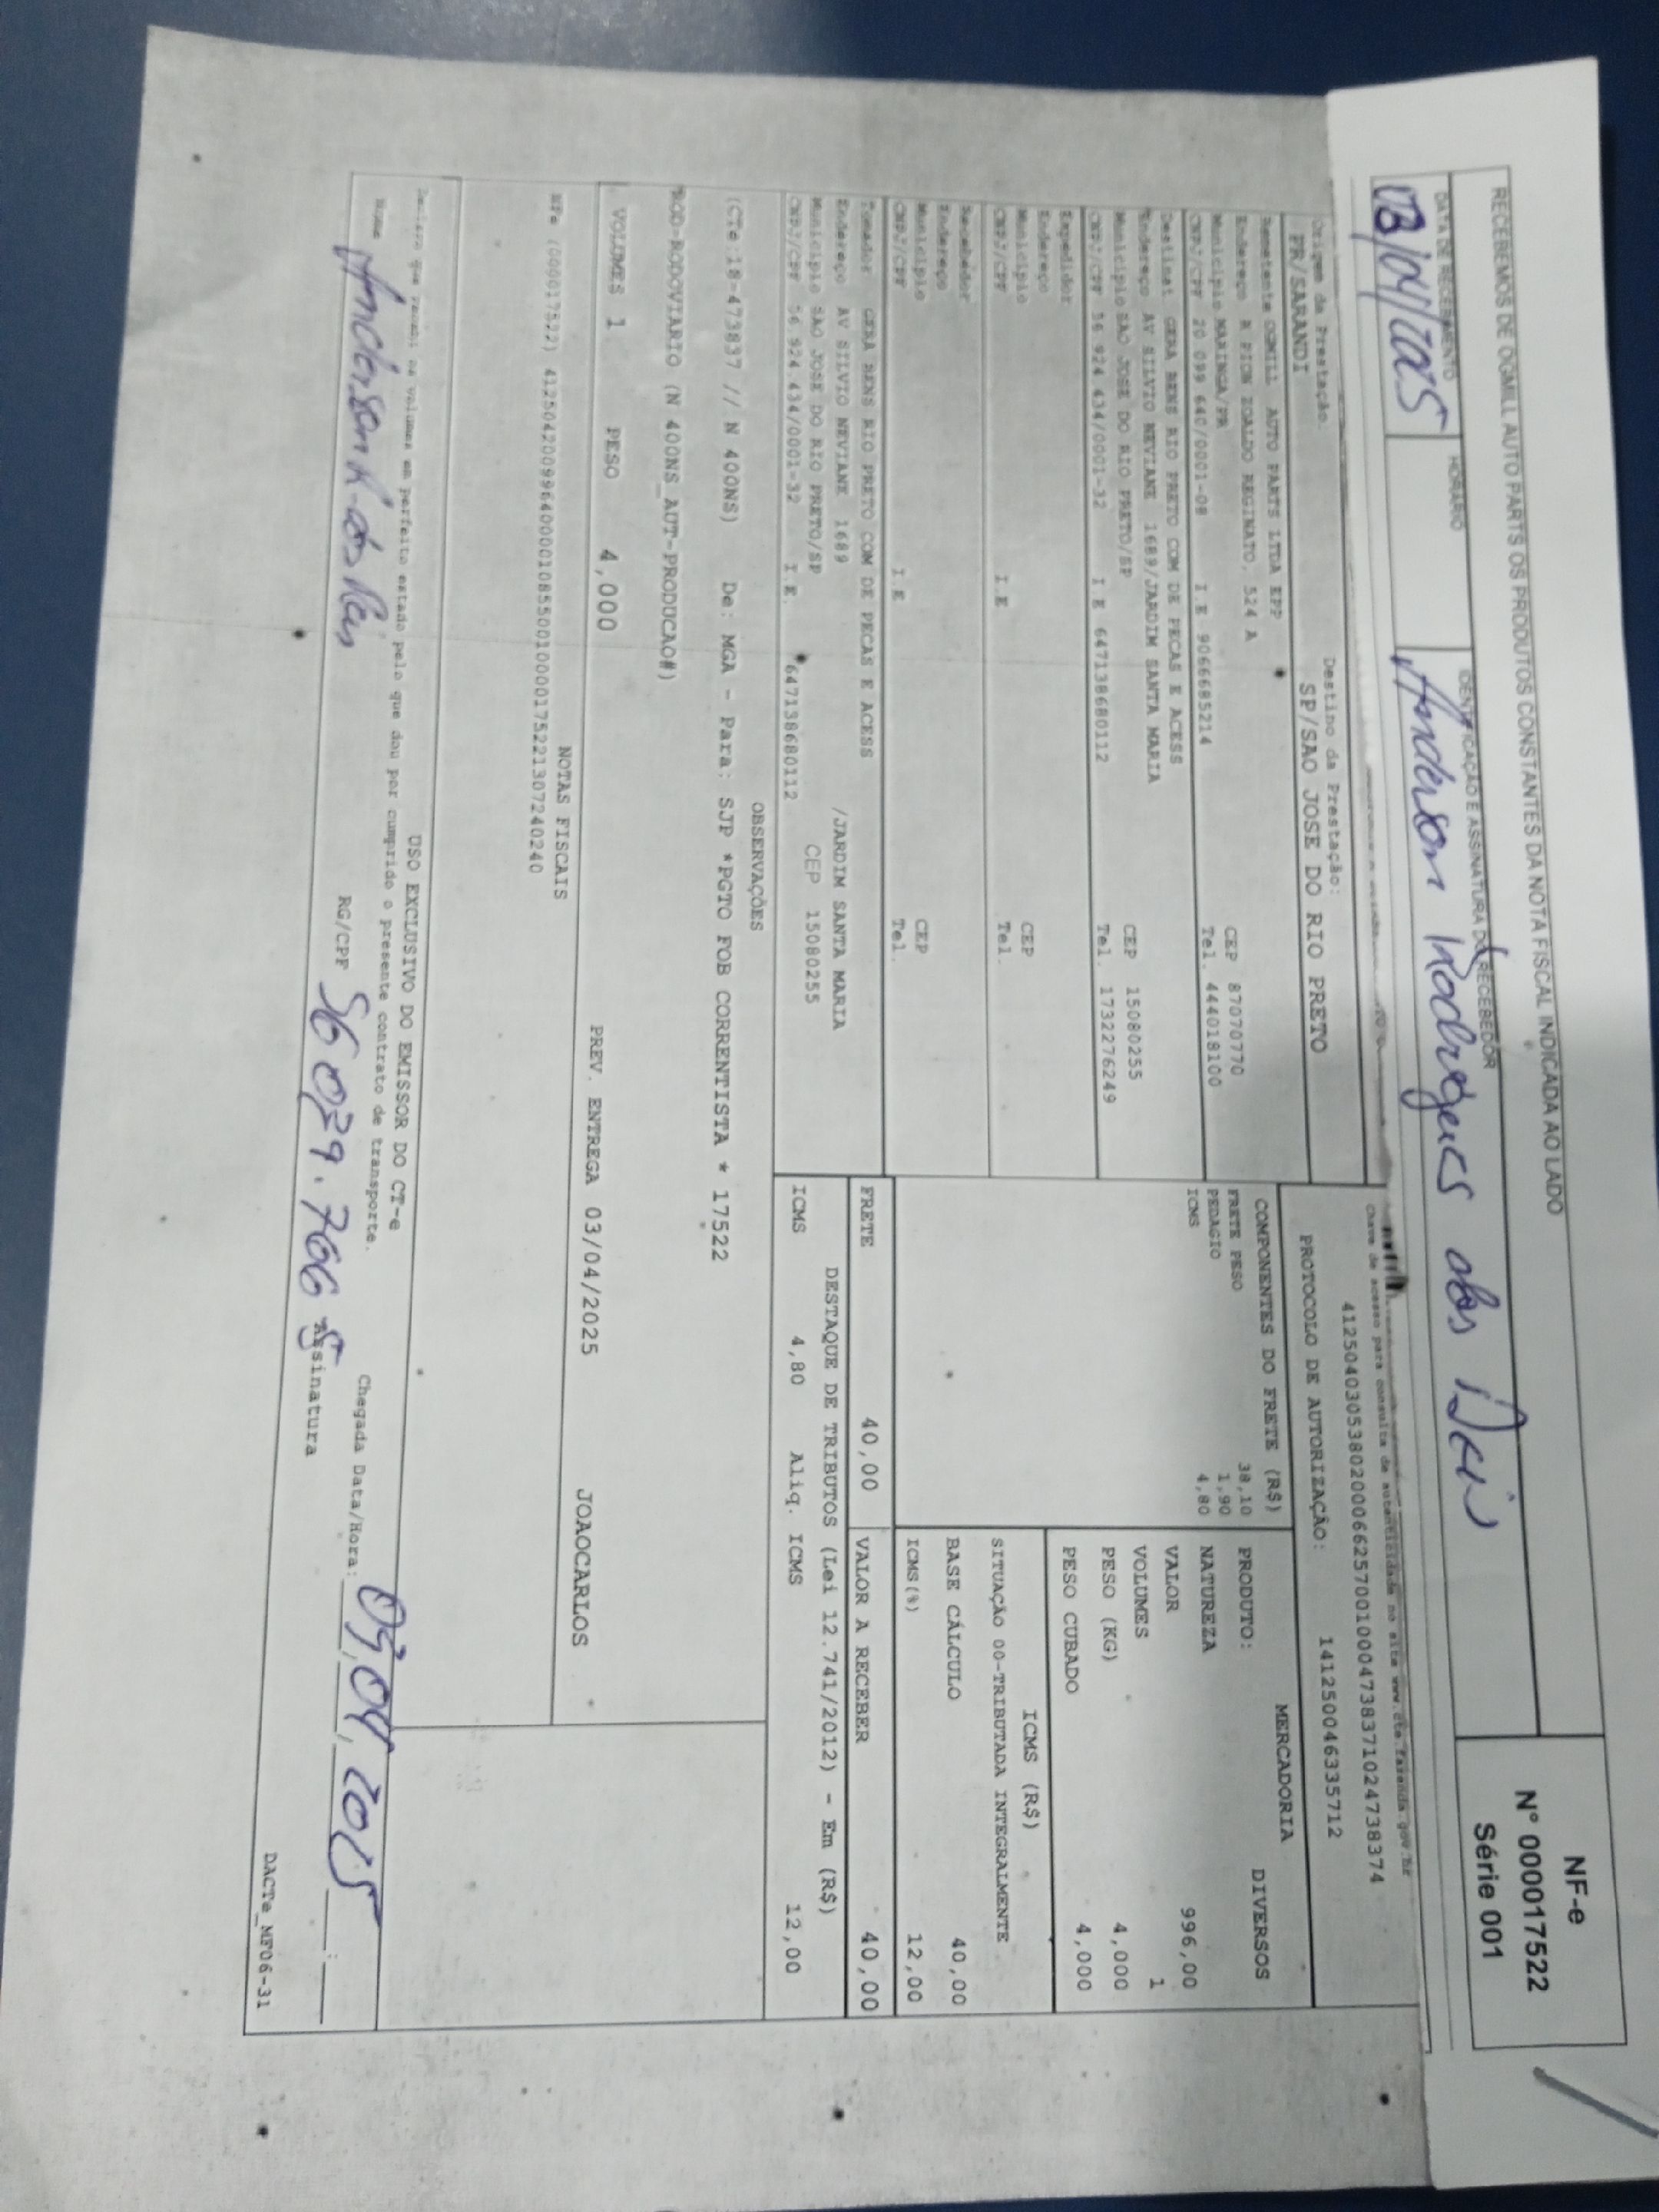 RECEBEMOS DE OGMILL AUTO PARTS OS PRODUTOS CONSTANTES DA NOTA FISCAL INDICADA AO LADO
DATA DE RECEBIMENTO
HORÁRIO
IDENTIFICAÇÃO E ASSINATURA DO RECEBEDOR
03/04/2025
Anderson Rodrigues dos Reis
NF-e
Nº 000017522
Série 001
Chave de acesso para consulta de autenticidade no site www.cte.fazenda.gov.br
41250403053802000662570010004738371024738374
PROTOCOLO DE AUTORIZAÇÃO: 141250046335712
Origem da Prestação. Destino da Prestação:
PR/SARANDI SP/SAO JOSE DO RIO PRETO
Remetente OGMILL AUTO PARTS LTDA EPP
Endereço R PION ZOALDO REGINATO, 524 A CEP 87070770
Município MARINGA/PR Tel. 444018100
CNPJ/CPF 20 099 640/0001-08 I E 9066685214
Destinat GERA BENS RIO PRETO COM DE PECAS E ACESS
Endereço AV SILVIO NEVIANE 1689/JARDIM SANTA MARIA
Município SAO JOSE DO RIO PRETO/SP CEP 15080255
CNPJ/CPF 56 924 434/0001-32 I E 647138680112 Tel. 1732276249
Expedidor
Endereço
Município CEP
CNPJ/CPF I.E Tel.
Recebedor
Endereço
Município CEP
CNPJ/CPF I.E Tel.
Tomador GERA BENS RIO PRETO COM DE PECAS E ACESS
Endereço AV SILVIO NEVIANE 1689 /JARDIM SANTA MARIA
Município SAO JOSE DO RIO PRETO/SP CEP 15080255
CNPJ/CPF 56 924 434/0001-32 I.E. 647138680112
COMPONENTES DO FRETE (R$)
FRETE PESO 38,10
PEDAGIO 1,90
ICMS 4,80
MERCADORIA
PRODUTO: DIVERSOS
NATUREZA
VALOR 996,00
VOLUMES 1
PESO (KG) 4,000
PESO CUBADO 4,000
ICMS (R$)
SITUAÇÃO 00-TRIBUTADA INTEGRALMENTE
BASE CÁLCULO 40,00
ICMS(%) 12,00
FRETE 40,00
VALOR A RECEBER 40,00
DESTAQUE DE TRIBUTOS (Lei 12.741/2012) - Em (R$)
ICMS 4,80 Aliq. ICMS 12,00
OBSERVAÇÕES
(CTe:18-473837 // N 400NS) De: MGA - Para: SJP *PGTO FOB CORRENTISTA * 17522
ROD-RODOVIARIO (N 400NS_AUT-PRODUCAO#)
VOLUMES 1 PESO 4,000 PREV. ENTREGA 03/04/2025 JOAOCARLOS
NOTAS FISCAIS
NFe (000017522) 41250420099640000108550010000175221307240240
USO EXCLUSIVO DO EMISSOR DO CT-e
Declaro que recebi os volumes em perfeito estado pelo que dou por cumprido o presente contrato de transporte.
Nome Anderson R. dos Reis RG/CPF Assinatura
Chegada Data/Hora: 03/04/2025 __:__
DACTe_MF06-31